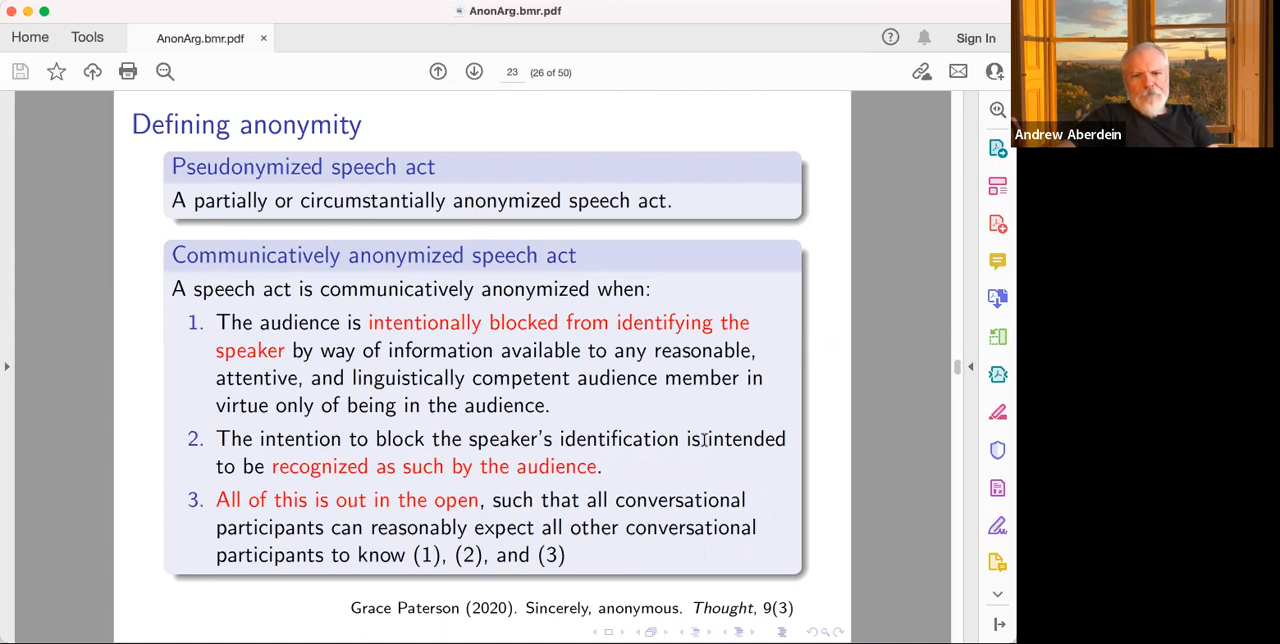 AnonArg.bmr.pdf
Home
Tools
AnonArg.bmr.pdf
Sign In
23
(26 of 50)
Andrew Aberdein
Defining anonymity
Pseudonymized speech act
A partially or circumstantially anonymized speech act.
Communicatively anonymized speech act
A speech act is communicatively anonymized when:
1. The audience is intentionally blocked from identifying the
speaker by way of information available to any reasonable,
attentive, and linguistically competent audience member in
virtue only of being in the audience.
2. The intention to block the speaker's identification is intended
to be recognized as such by the audience.
3. All of this is out in the open, such that all conversational
participants can reasonably expect all other conversational
participants to know (1), (2), and (3)
Grace Paterson (2020). Sincerely, anonymous. Thought, 9(3)